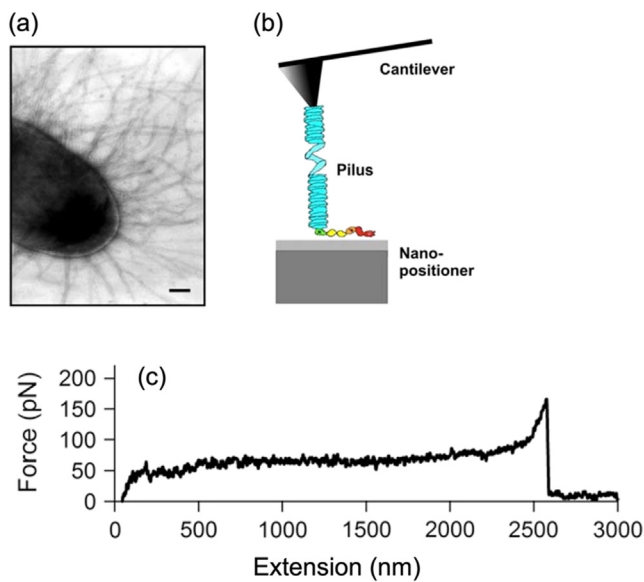 (a)
(b)
Cantilever
Pilus
Nano-
positioner
(c)
Force (pN)
200
150
100
50
0
0 500 1000 1500 2000 2500 3000
Extension (nm)